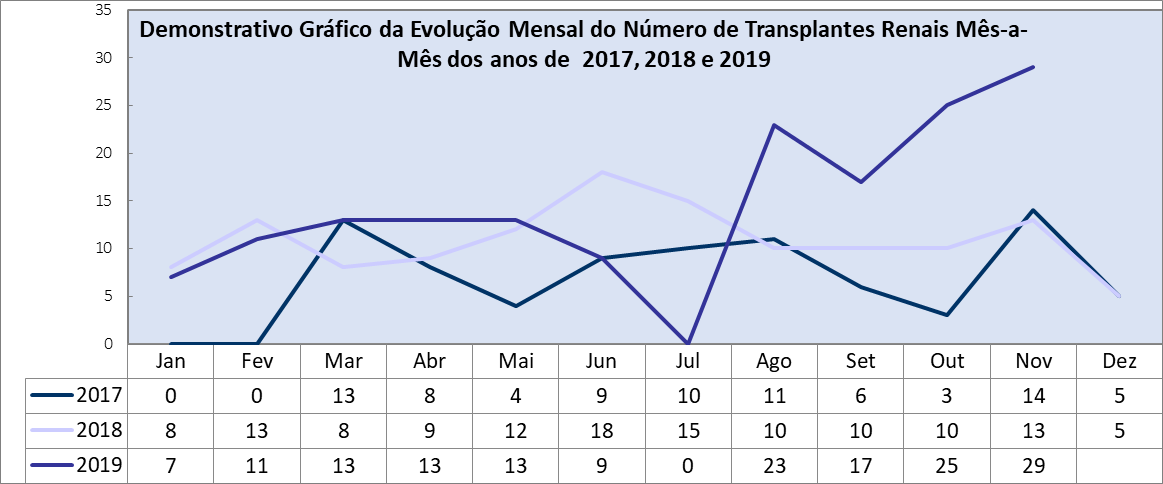 Demonstrativo Gráfico da Evolução Mensal do Número de Transplantes Renais Mês-a-
Mês dos anos de 2017, 2018 e 2019
35
30
25
20
15
10
5
0
Jan Fev Mar Abr Mai Jun Jul Ago Set Out Nov Dez
2017 0 0 13 8 4 9 10 11 6 3 14 5
2018 8 13 8 9 12 18 15 10 10 10 13 5
2019 7 11 13 13 13 9 0 23 17 25 29